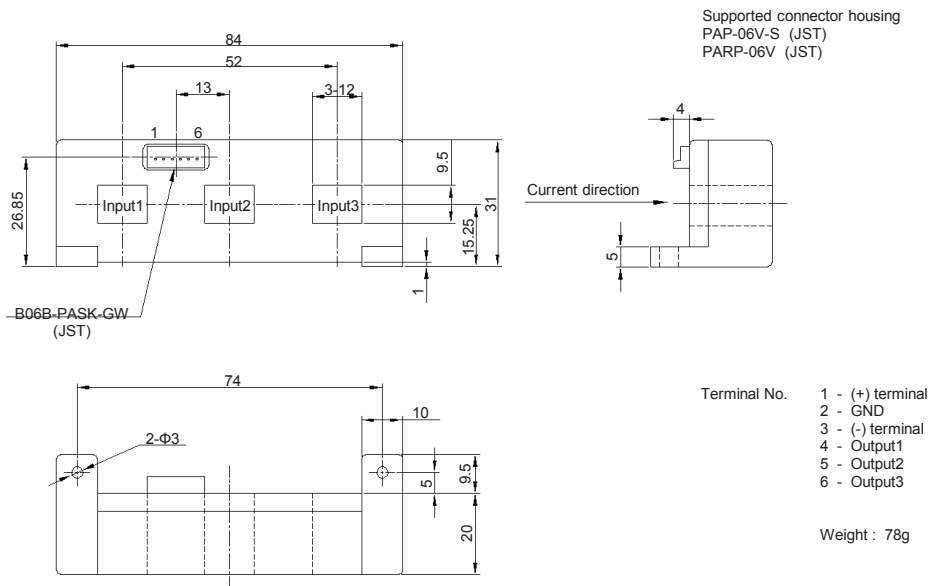 Supported connector housing
PAP-06V-S (JST)
PARP-06V (JST)
84
52
13
3-12
1 6
4
9.5
26.85
Input1 Input2 Input3
31
15.25
1
Current direction
5
B06B-PASK-GW
(JST)
74
10
2-Φ3
5
9.5
20
Terminal No. 1 - (+) terminal
2 - GND
3 - (-) terminal
4 - Output1
5 - Output2
6 - Output3
Weight : 78g